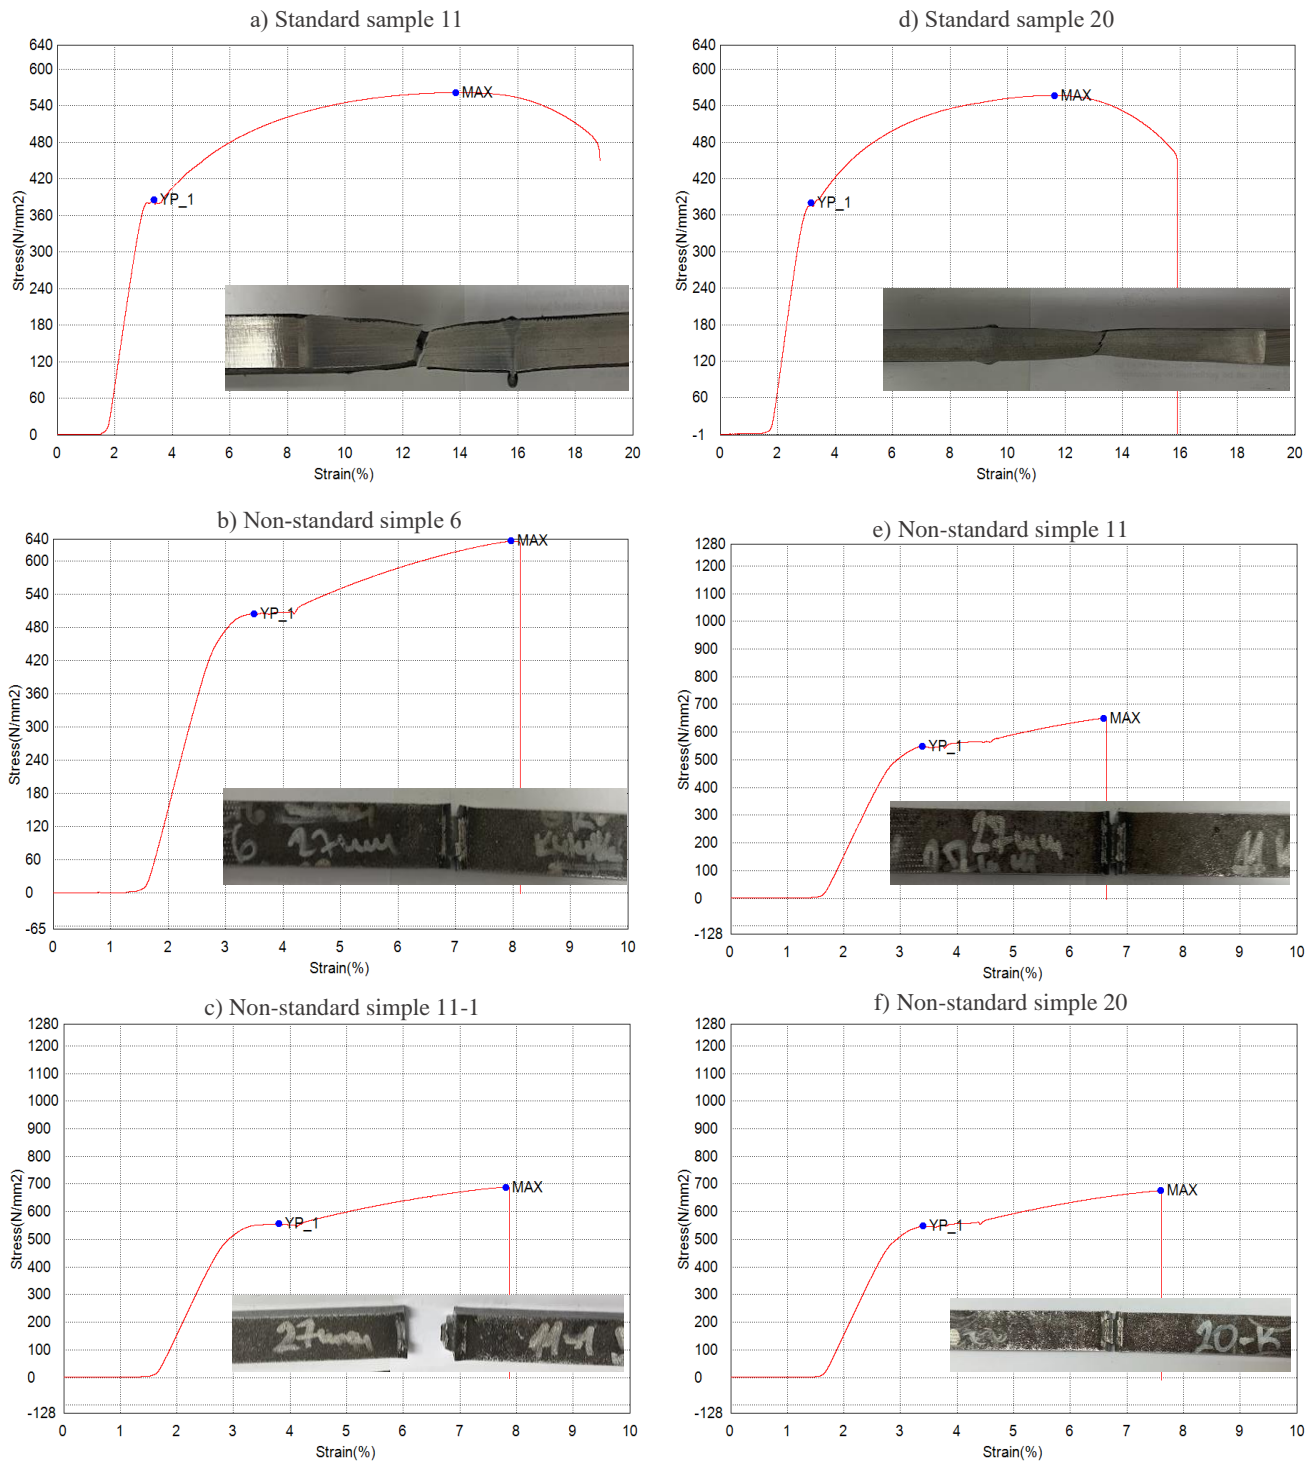 a) Standard sample 11
640
600
540
480
420
360
300
240
180
120
60
0
MAX
YP_1
Stress(N/mm2)
0 2 4 6 8 10 12 14 16 18 20
Strain(%)
d) Standard sample 20
640
600
540
480
420
360
300
240
180
120
60
-1
MAX
YP_1
Stress(N/mm2)
0 2 4 6 8 10 12 14 16 18 20
Strain(%)
b) Non-standard simple 6
640
600
540
480
420
360
300
240
180
120
60
0
-65
MAX
YP_1
Stress(N/mm2)
6 27mm
0 1 2 3 4 5 6 7 8 9 10
Strain(%)
e) Non-standard simple 11
1280
1200
1100
1000
900
800
700
600
500
400
300
200
100
0
-128
MAX
YP_1
Stress(N/mm2)
27mm
11
0 1 2 3 4 5 6 7 8 9 10
Strain(%)
c) Non-standard simple 11-1
1280
1200
1100
1000
900
800
700
600
500
400
300
200
100
0
-128
MAX
YP_1
Stress(N/mm2)
27mm
11-1
0 1 2 3 4 5 6 7 8 9 10
Strain(%)
f) Non-standard simple 20
1280
1200
1100
1000
900
800
700
600
500
400
300
200
100
0
-128
MAX
YP_1
Stress(N/mm2)
20-K
0 1 2 3 4 5 6 7 8 9 10
Strain(%)